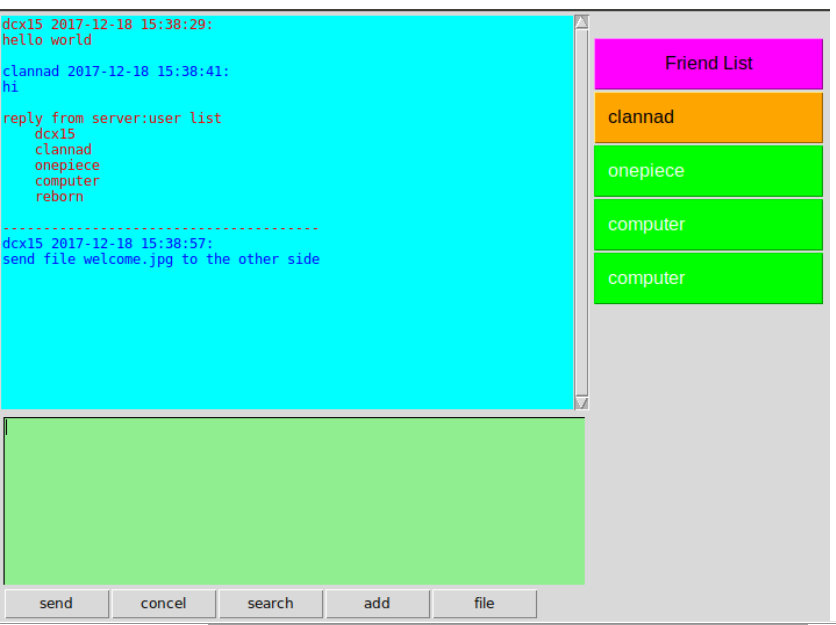 dcx15 2017-12-18 15:38:29:
hello world
clannad 2017-12-18 15:38:41:
hi
reply from server:user list
dcx15
clannad
onepiece
computer
reborn
---------------------------------------
dcx15 2017-12-18 15:38:57:
send file welcome.jpg to the other side
Friend List
clannad
onepiece
computer
computer
send concel search add file